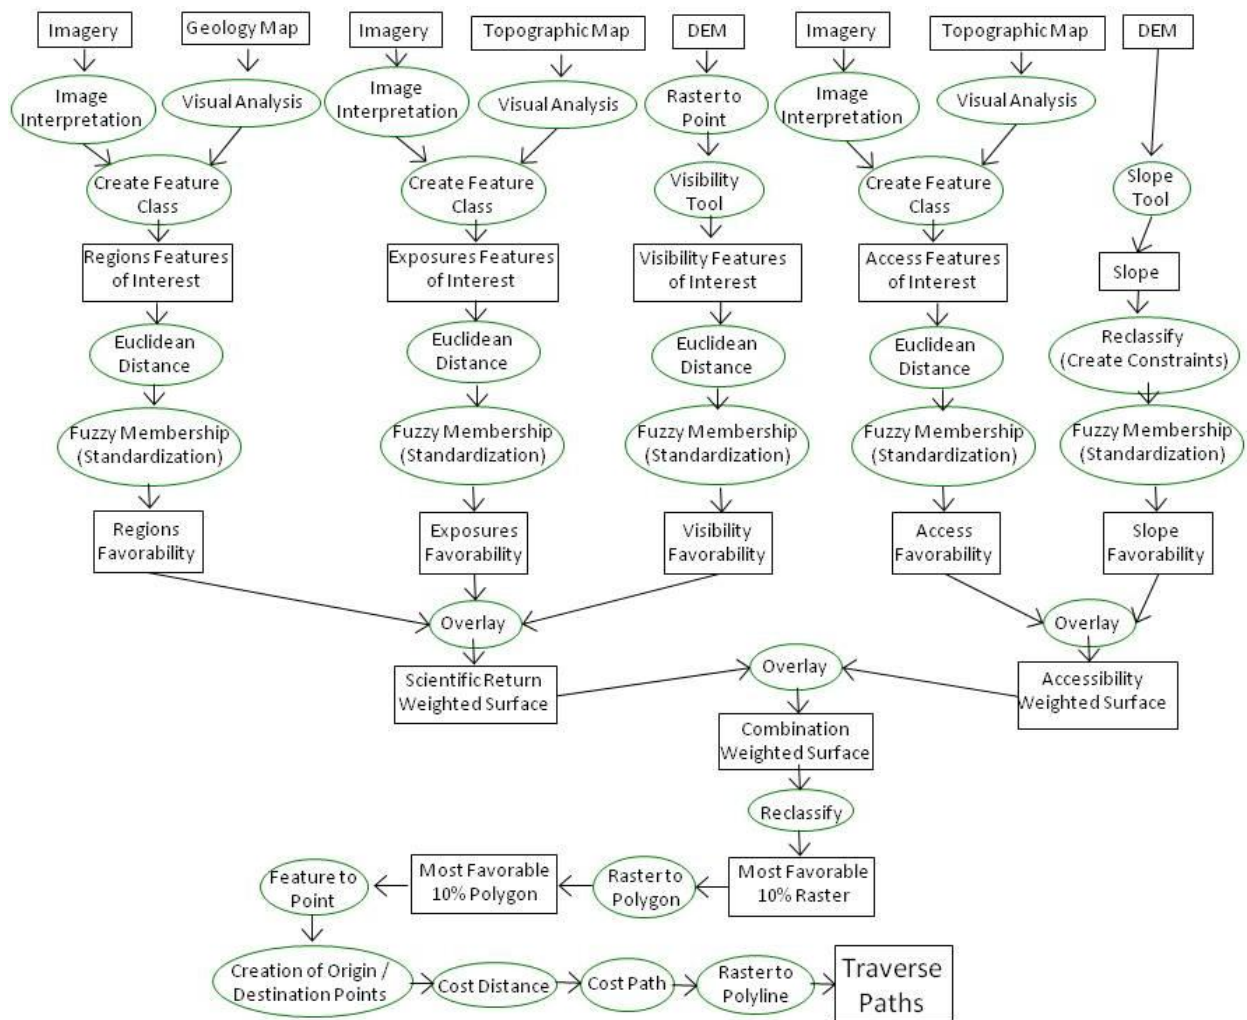 Imagery
Geology Map
Imagery
Topographic Map
DEM
Imagery
Topographic Map
DEM
Image
Interpretation
Visual Analysis
Image
Interpretation
Visual Analysis
Raster to
Point
Image
Interpretation
Visual Analysis
Create Feature
Class
Create Feature
Class
Visibility
Tool
Create Feature
Class
Slope
Tool
Regions Features
of Interest
Exposures Features
of Interest
Visibility Features
of Interest
Access Features
of Interest
Slope
Euclidean
Distance
Euclidean
Distance
Euclidean
Distance
Euclidean
Distance
Reclassify
(Create Constraints)
Fuzzy Membership
(Standardization)
Fuzzy Membership
(Standardization)
Fuzzy Membership
(Standardization)
Fuzzy Membership
(Standardization)
Fuzzy Membership
(Standardization)
Regions
Favorability
Exposures
Favorability
Visibility
Favorability
Access
Favorability
Slope
Favorability
Overlay
Overlay
Scientific Return
Weighted Surface
Overlay
Accessibility
Weighted Surface
Combination
Weighted Surface
Reclassify
Feature to
Point
Most Favorable
10% Polygon
Raster to
Polygon
Most Favorable
10% Raster
Creation of Origin /
Destination Points
Cost Distance
Cost Path
Raster to
Polyline
Traverse
Paths